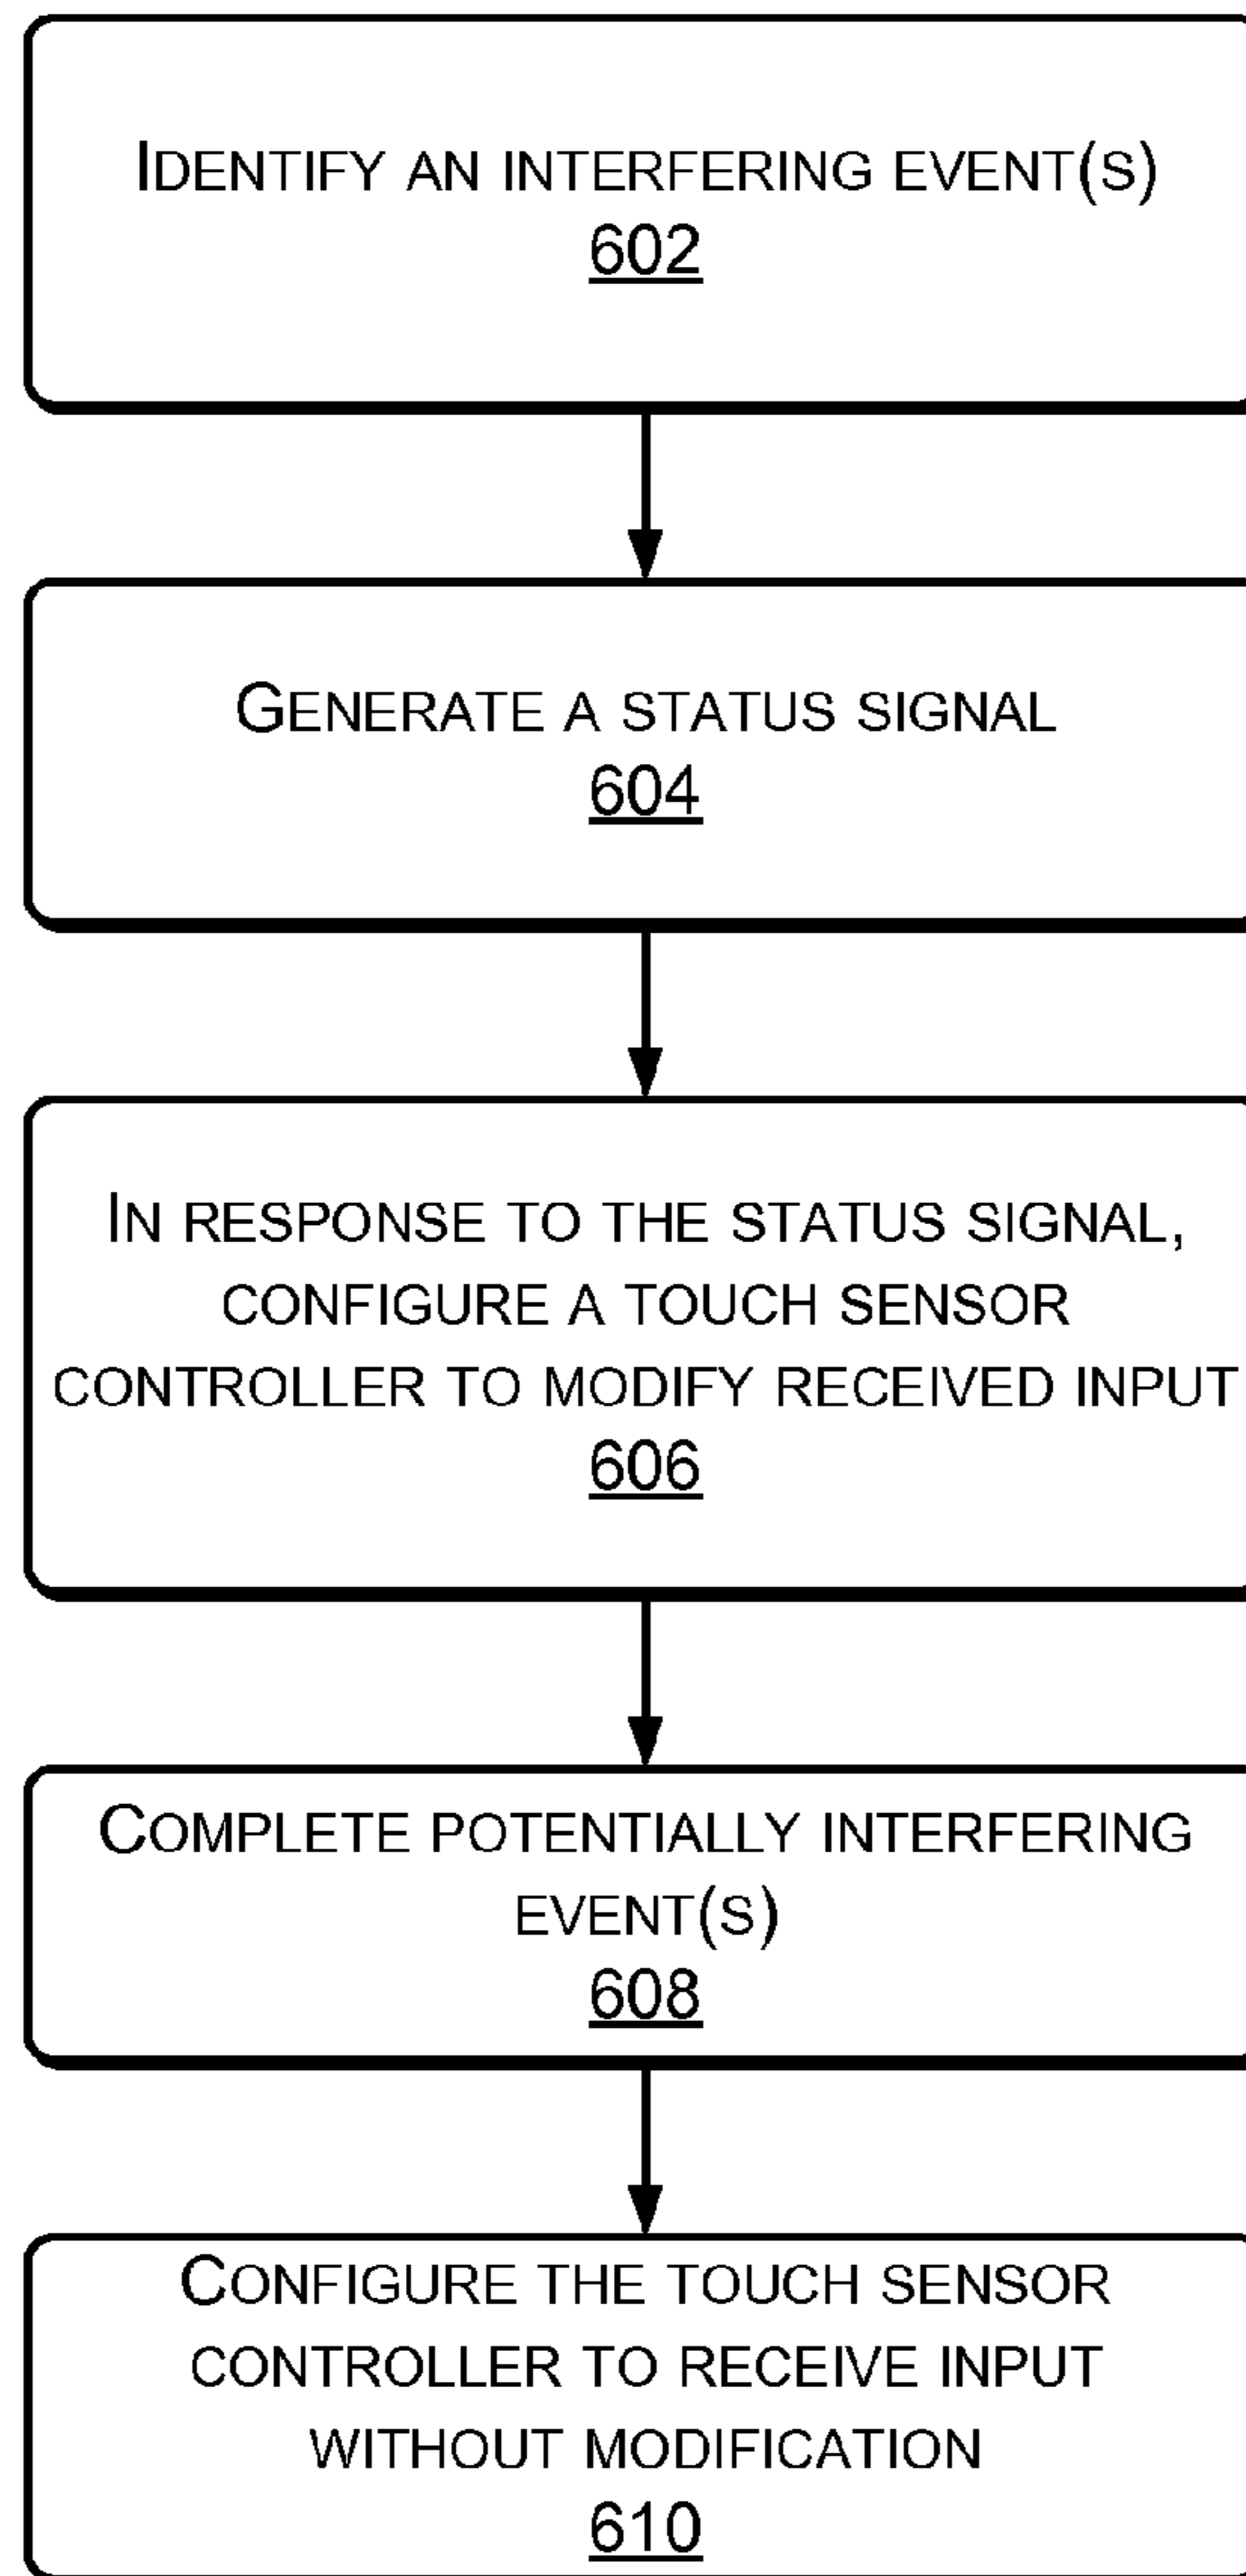 IDENTIFY AN INTERFERING EVENT(S)
602
GENERATE A STATUS SIGNAL
604
IN RESPONSE TO THE STATUS SIGNAL,
CONFIGURE A TOUCH SENSOR
CONTROLLER TO MODIFY RECEIVED INPUT
606
COMPLETE POTENTIALLY INTERFERING
EVENT(S)
608
CONFIGURE THE TOUCH SENSOR
CONTROLLER TO RECEIVE INPUT
WITHOUT MODIFICATION
610